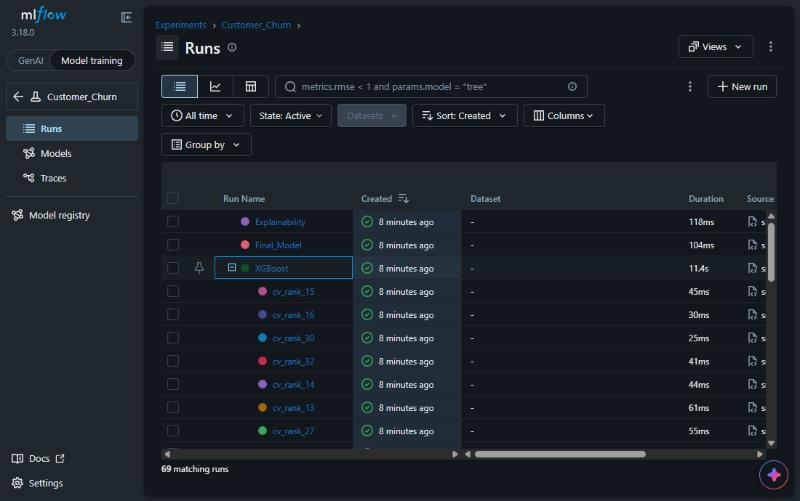 mlflow
3.18.0
GenAI Model training
Customer_Churn
Runs
Models
Traces
Model registry
Docs
Settings
Experiments > Customer_Churn >
Runs
Views
metrics.rmse < 1 and params.model = "tree"
New run
All time
State: Active
Datasets
Sort: Created
Columns
Group by
Run Name Created Dataset Duration Source
Explainability 8 minutes ago - 118ms s
Final_Model 8 minutes ago - 104ms s
XGBoost 8 minutes ago - 11.4s s
cv_rank_15 8 minutes ago - 45ms s
cv_rank_16 8 minutes ago - 30ms s
cv_rank_30 8 minutes ago - 25ms s
cv_rank_32 8 minutes ago - 41ms s
cv_rank_14 8 minutes ago - 44ms s
cv_rank_13 8 minutes ago - 61ms s
cv_rank_27 8 minutes ago - 55ms s
69 matching runs